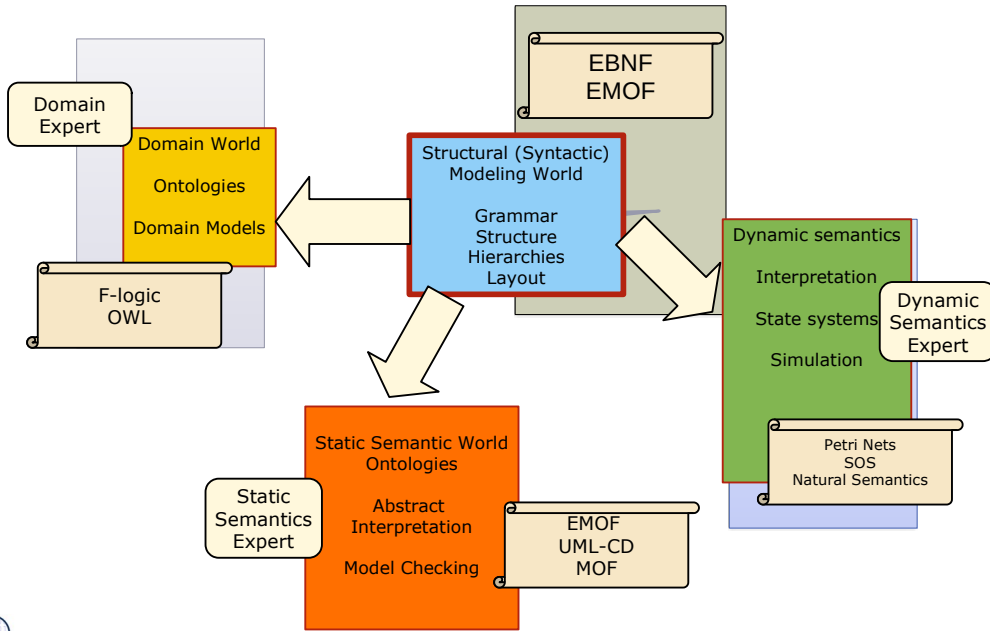 EBNF
EMOF
Domain
Expert
Domain World
Ontologies
Domain Models
F-logic
OWL
Structural (Syntactic)
Modeling World
Grammar
Structure
Hierarchies
Layout
Dynamic semantics
Interpretation
State systems
Simulation
Dynamic
Semantics
Expert
Petri Nets
SOS
Natural Semantics
Static Semantic World
Ontologies
Abstract
Interpretation
Model Checking
Static
Semantics
Expert
EMOF
UML-CD
MOF